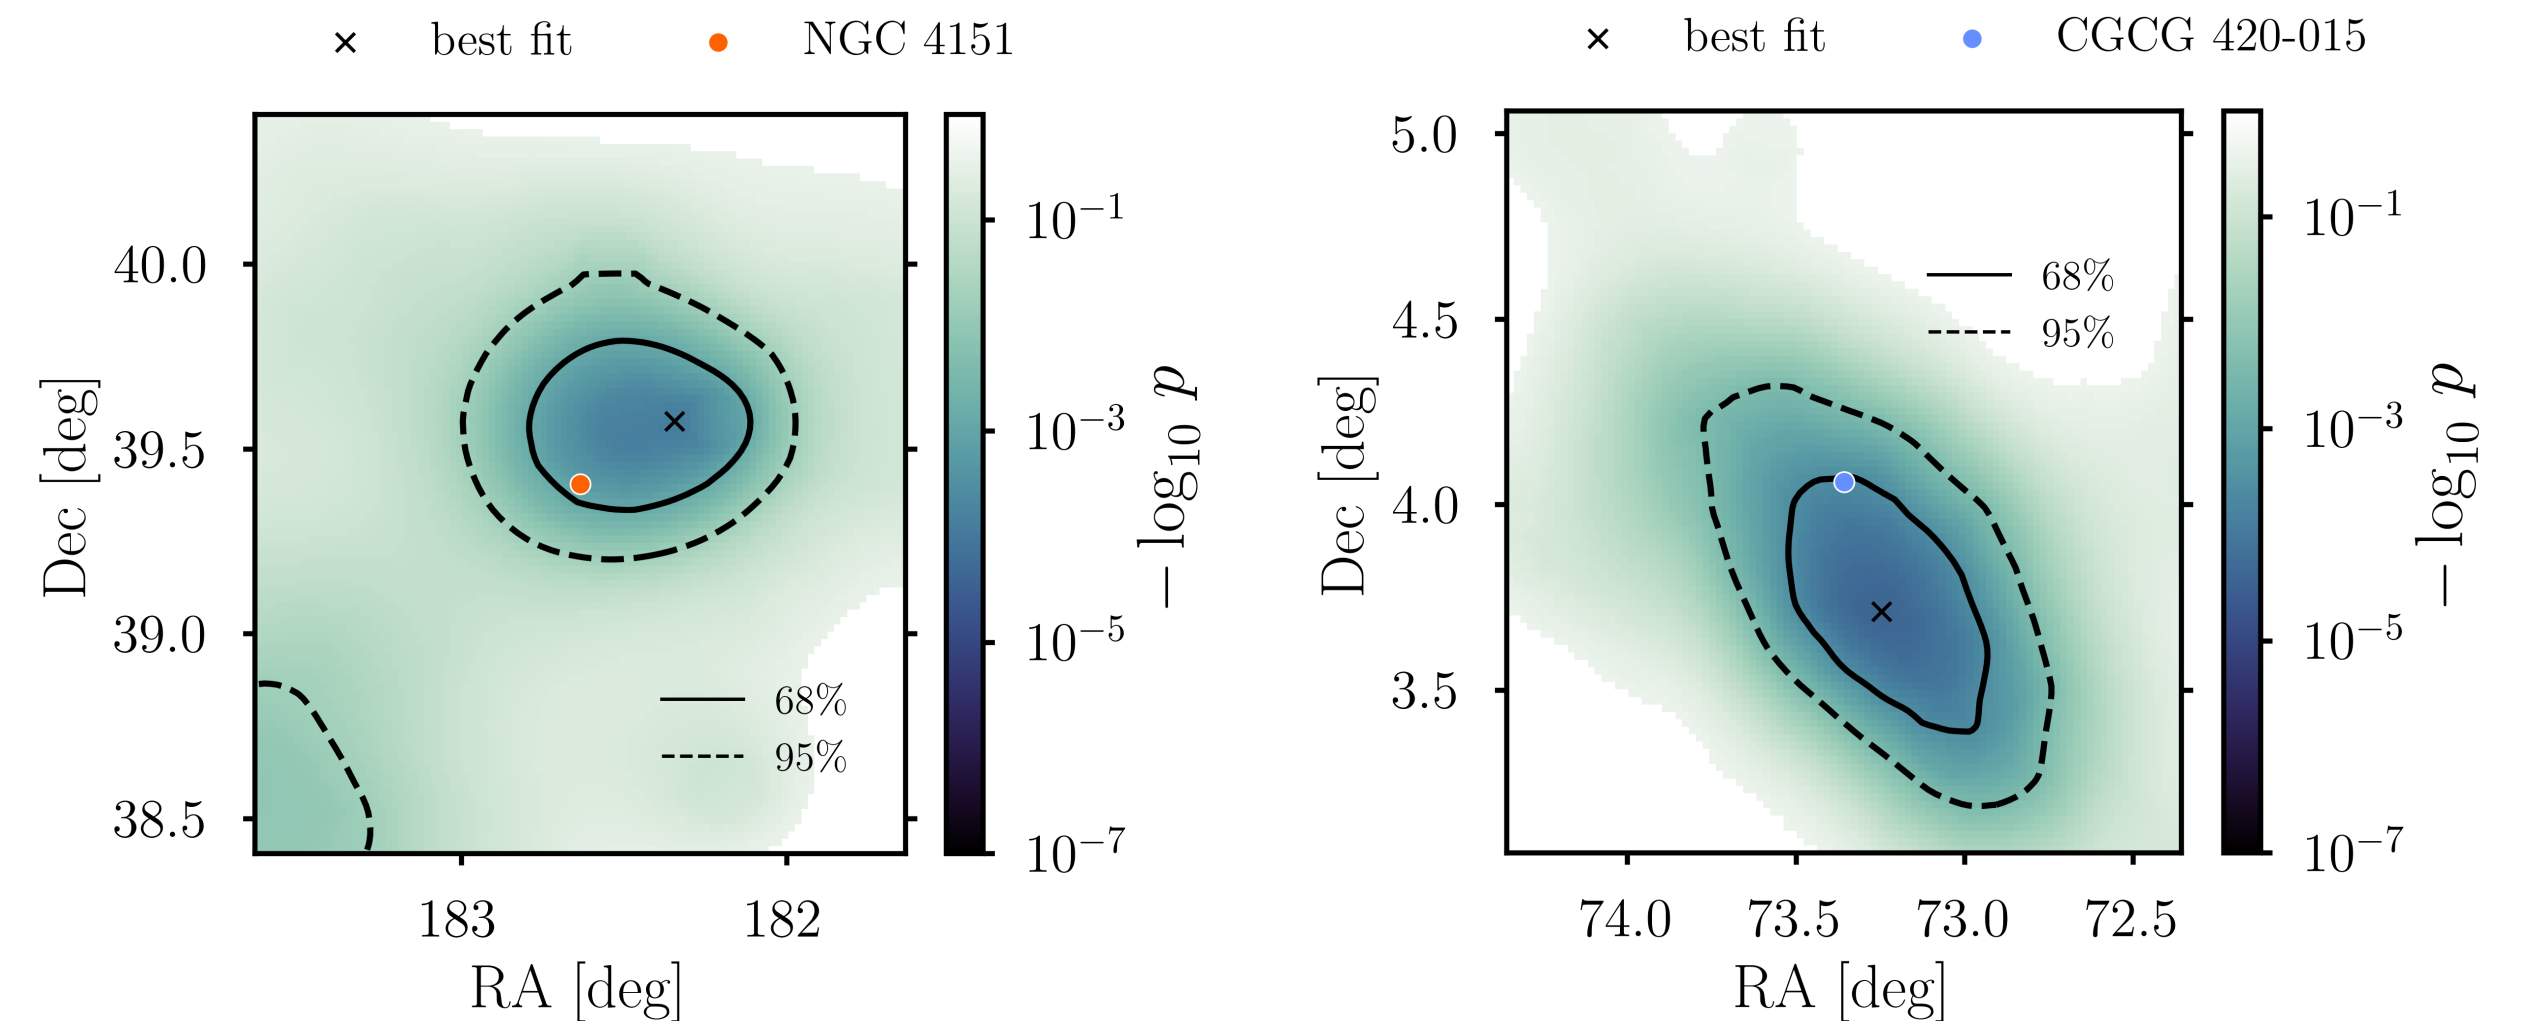 × best fit ● NGC 4151
40.0
39.5
39.0
38.5
Dec [deg]
183 182
RA [deg]
68%
95%
10⁻¹
10⁻³
10⁻⁵
10⁻⁷
− log₁₀ p
× best fit ● CGCG 420-015
5.0
4.5
4.0
3.5
Dec [deg]
74.0 73.5 73.0 72.5
RA [deg]
68%
95%
10⁻¹
10⁻³
10⁻⁵
10⁻⁷
− log₁₀ p